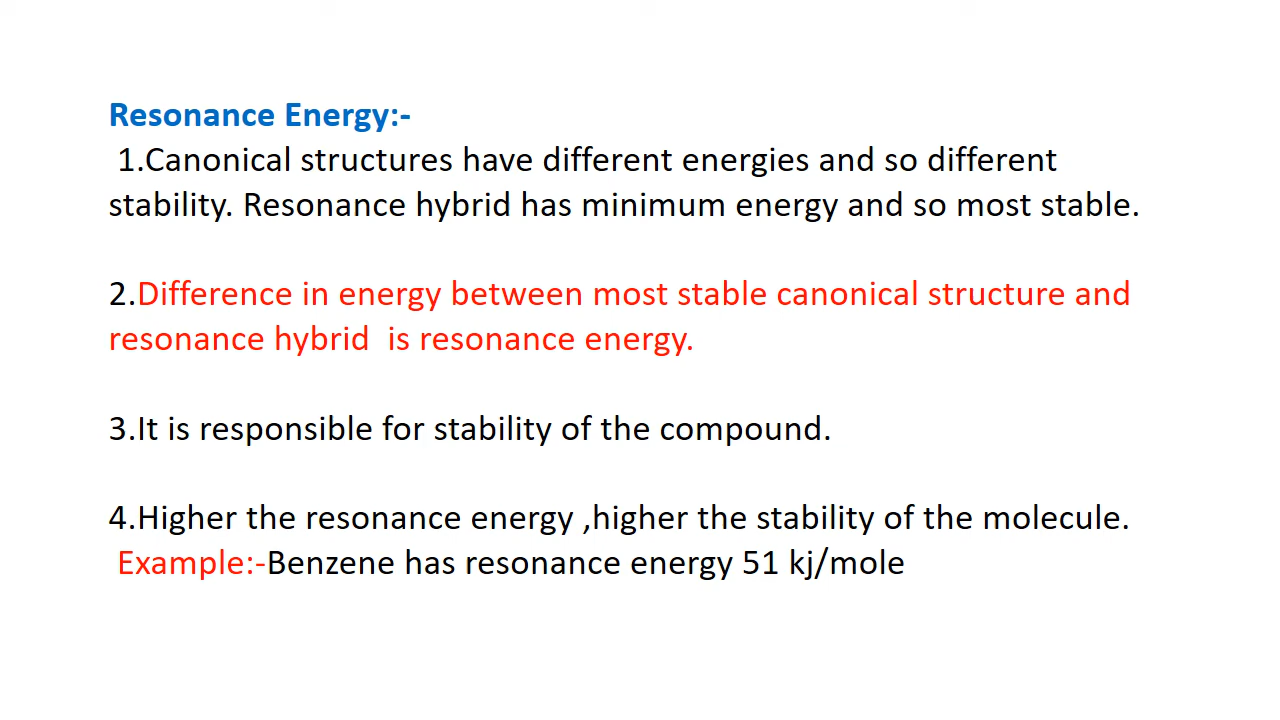 Resonance Energy:-
1.Canonical structures have different energies and so different
stability. Resonance hybrid has minimum energy and so most stable.
2.Difference in energy between most stable canonical structure and
resonance hybrid  is resonance energy.
3.It is responsible for stability of the compound.
4.Higher the resonance energy ,higher the stability of the molecule.
Example:-Benzene has resonance energy 51 kj/mole